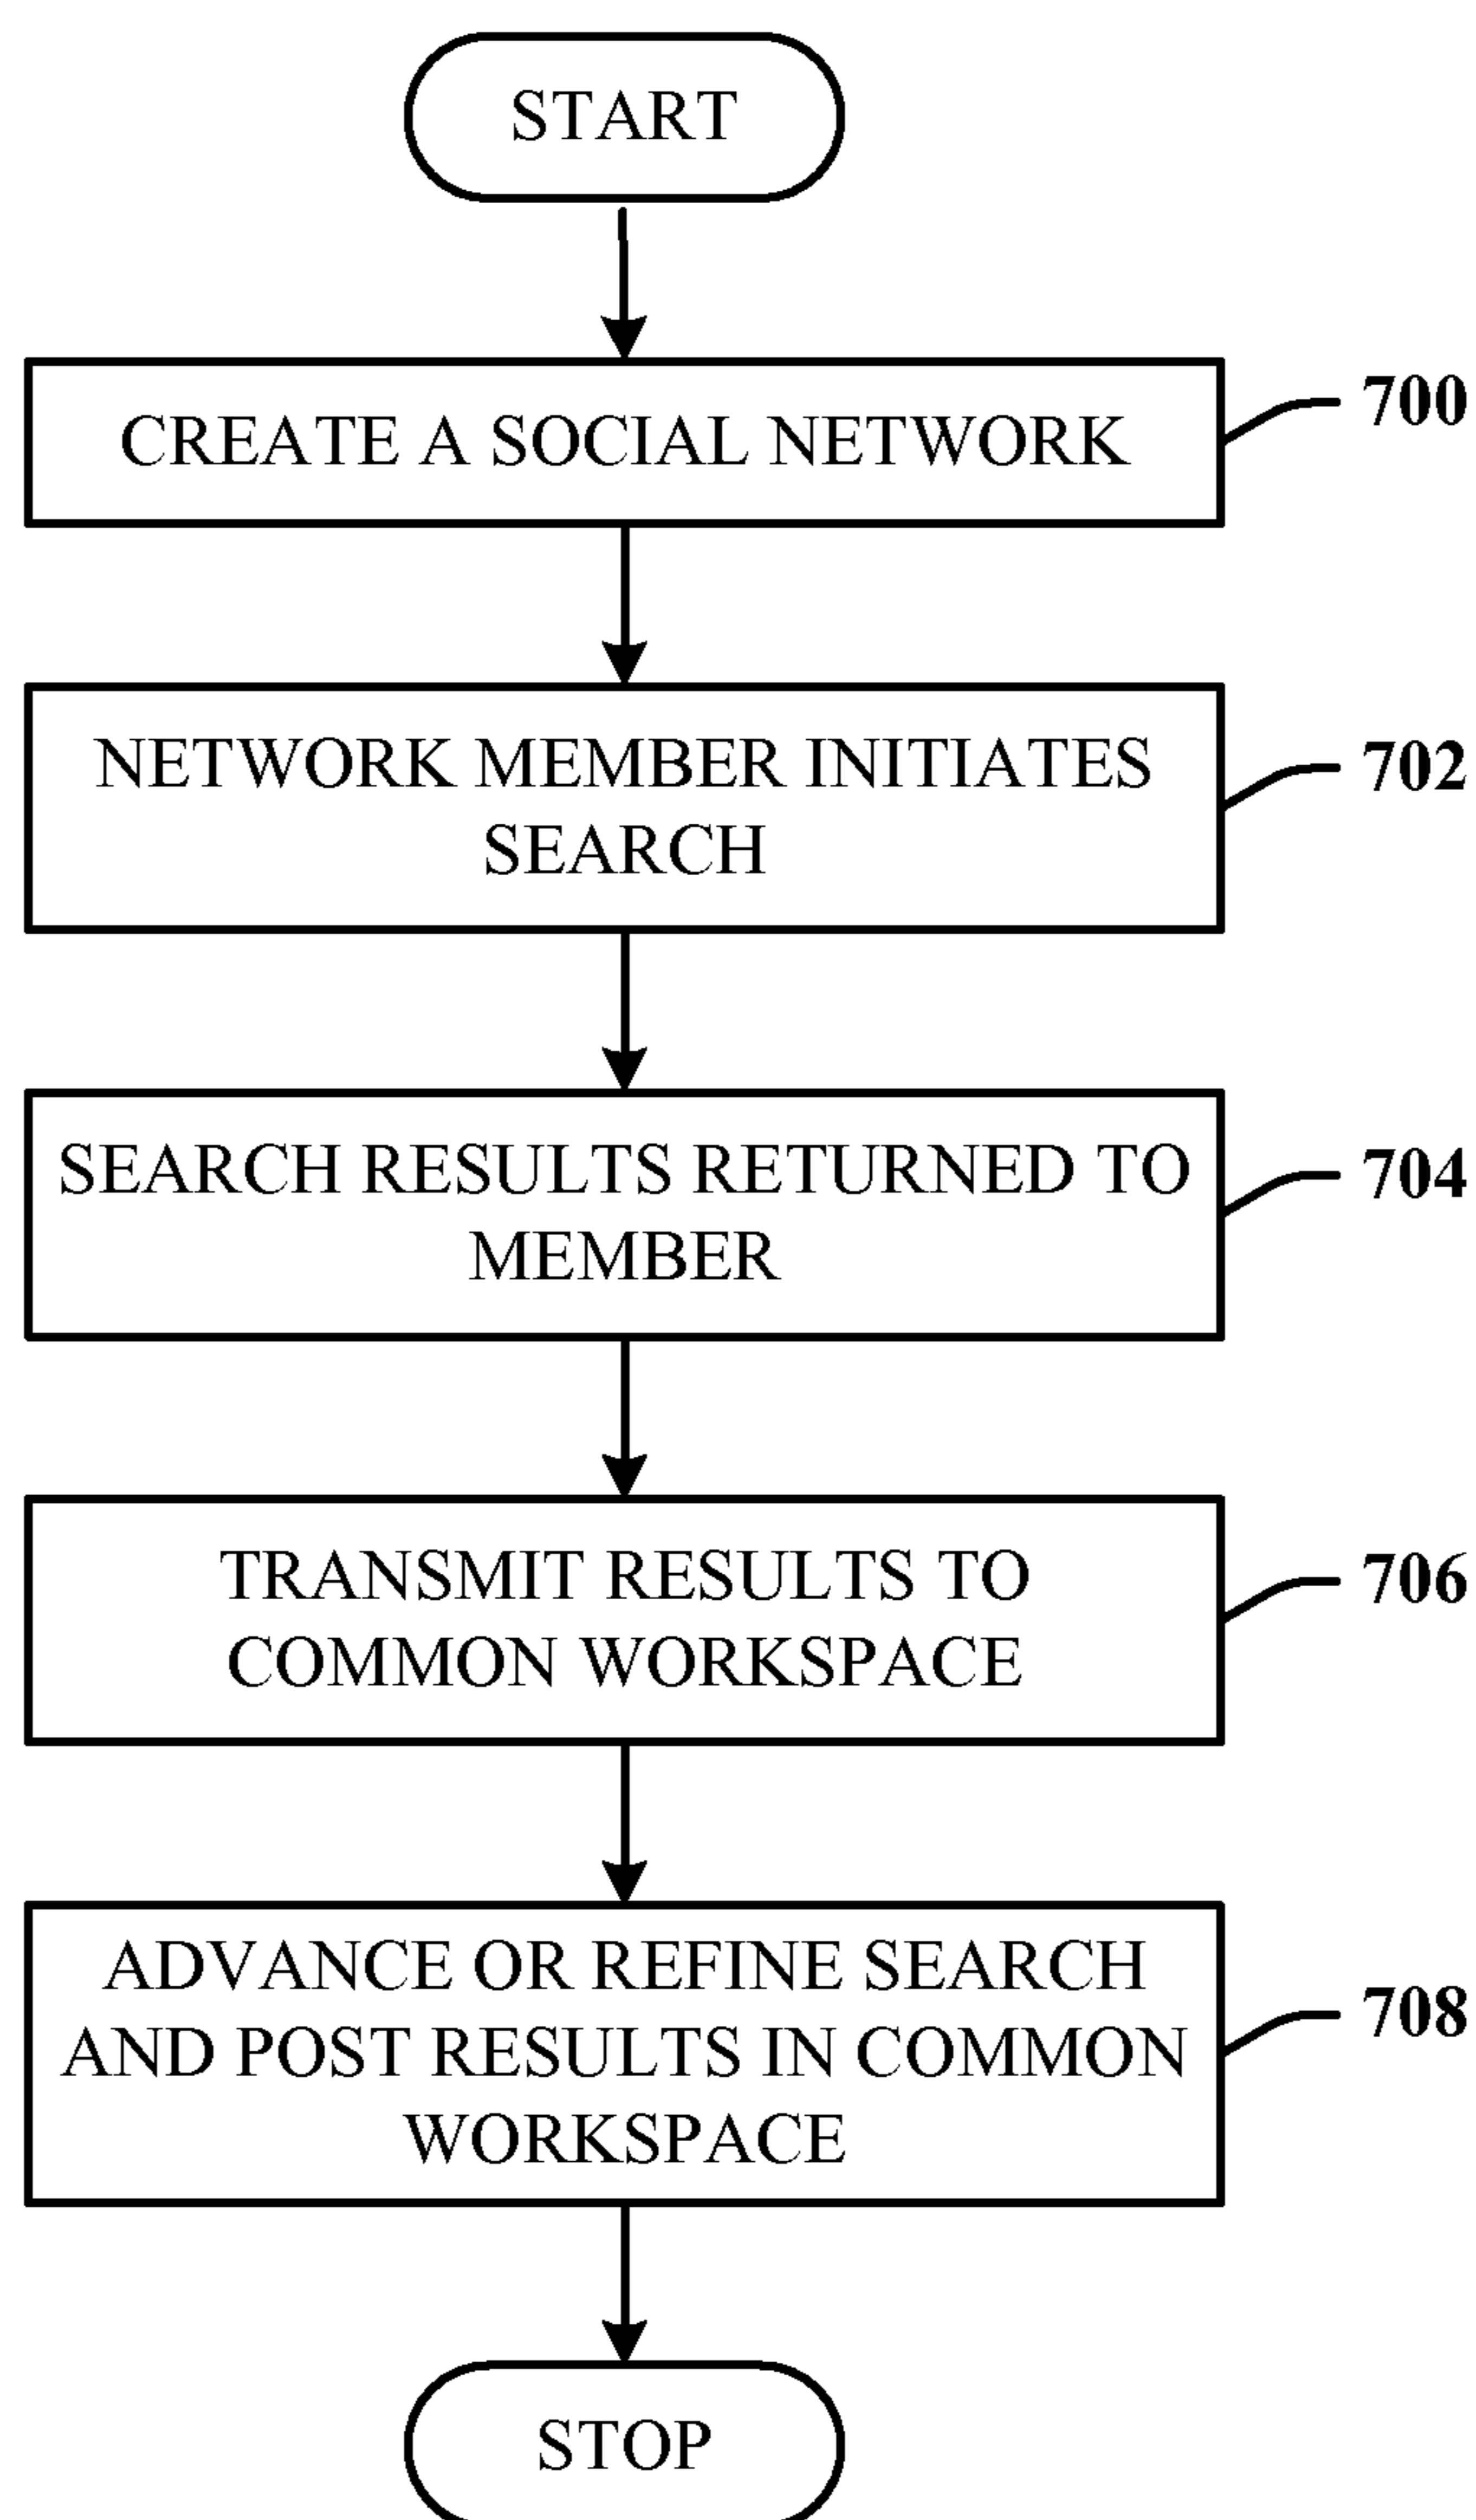 START
CREATE A SOCIAL NETWORK
700
NETWORK MEMBER INITIATES
SEARCH
702
SEARCH RESULTS RETURNED TO
MEMBER
704
TRANSMIT RESULTS TO
COMMON WORKSPACE
706
ADVANCE OR REFINE SEARCH
AND POST RESULTS IN COMMON
WORKSPACE
708
STOP